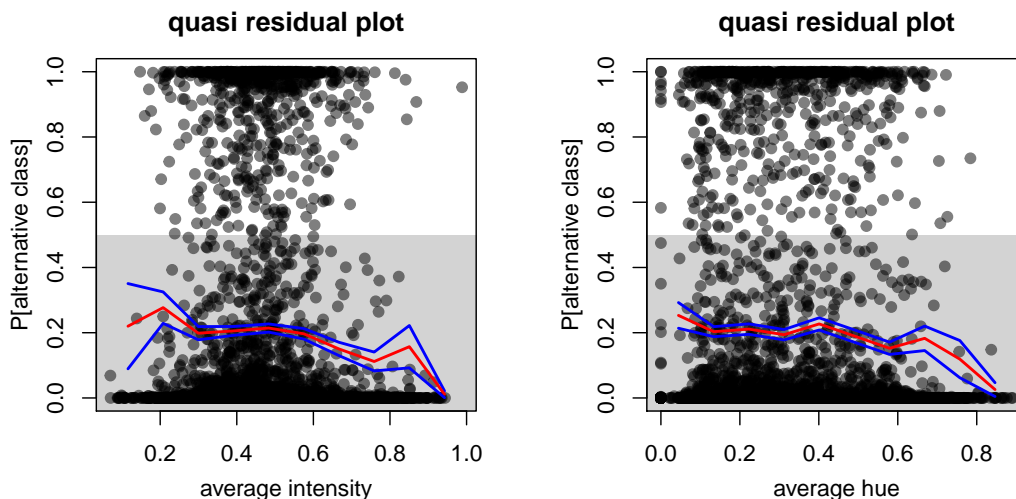 quasi residual plot
P[alternative class]
1.0
0.8
0.6
0.4
0.2
0.0
0.2 0.4 0.6 0.8 1.0
average intensity
quasi residual plot
P[alternative class]
1.0
0.8
0.6
0.4
0.2
0.0
0.0 0.2 0.4 0.6 0.8
average hue